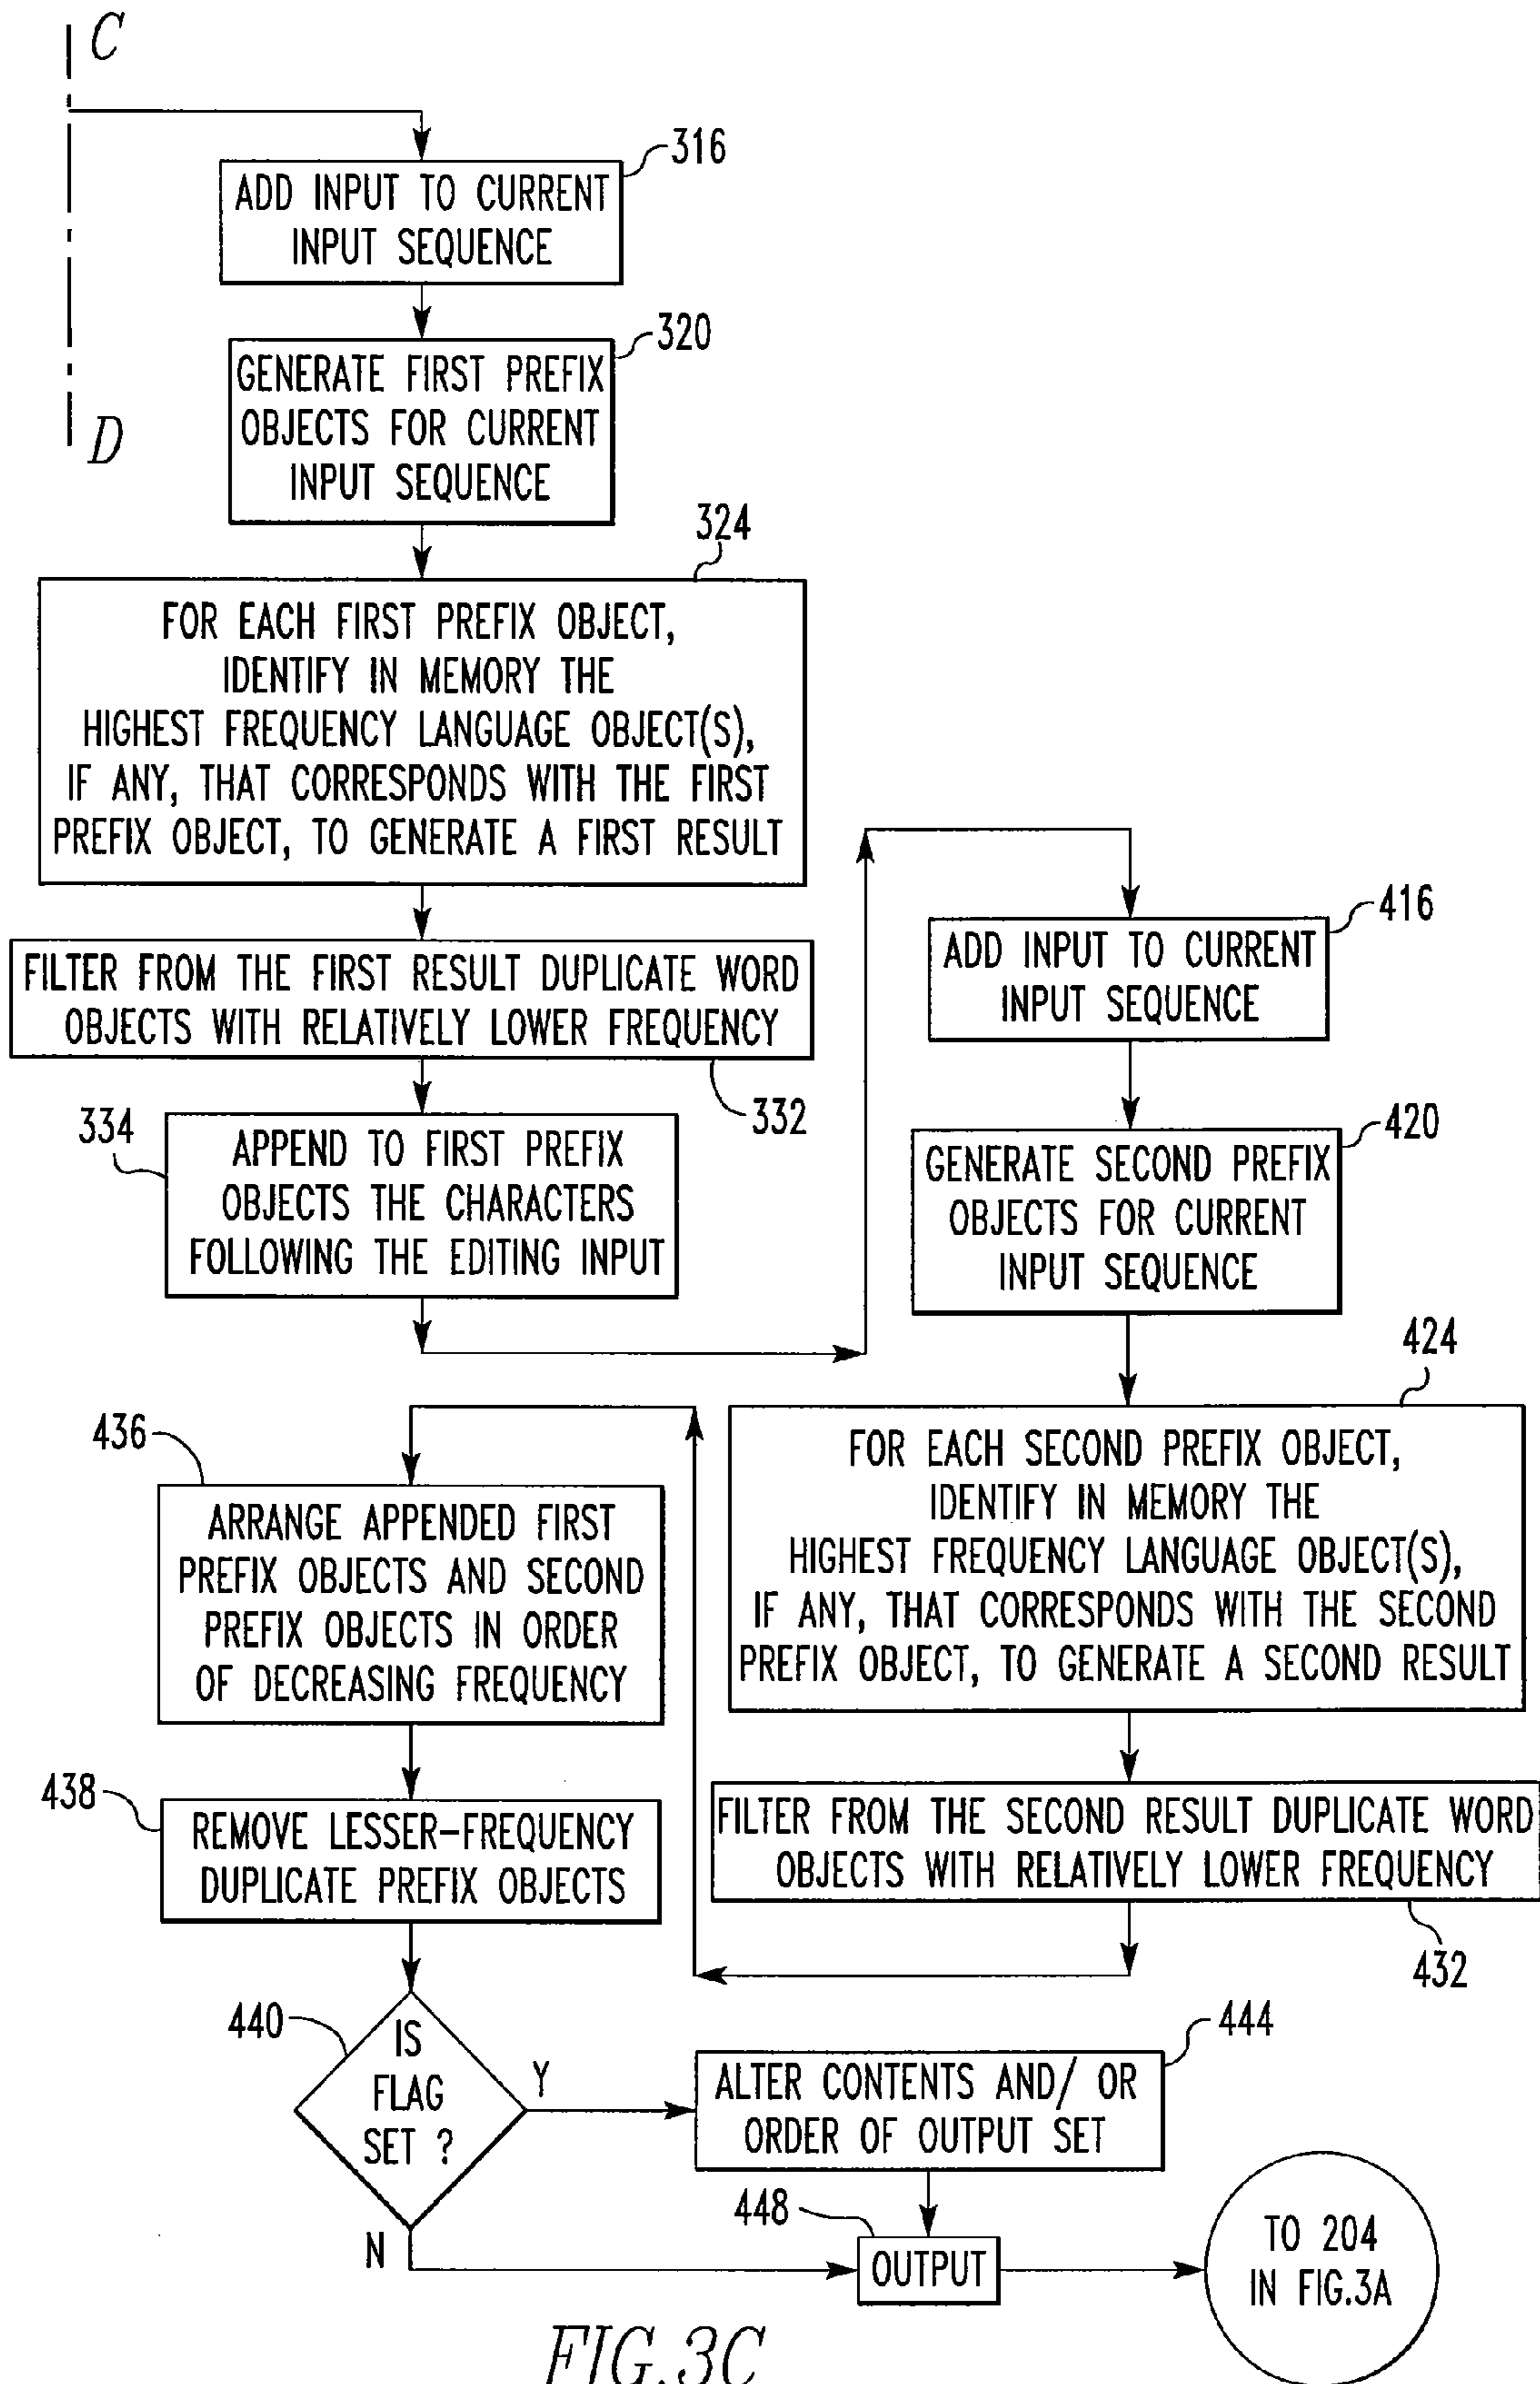 C
316
ADD INPUT TO CURRENT
INPUT SEQUENCE
320
GENERATE FIRST PREFIX
OBJECTS FOR CURRENT
INPUT SEQUENCE
D
324
FOR EACH FIRST PREFIX OBJECT,
IDENTIFY IN MEMORY THE
HIGHEST FREQUENCY LANGUAGE OBJECT(S),
IF ANY, THAT CORRESPONDS WITH THE FIRST
PREFIX OBJECT, TO GENERATE A FIRST RESULT
FILTER FROM THE FIRST RESULT DUPLICATE WORD
OBJECTS WITH RELATIVELY LOWER FREQUENCY
332
334
APPEND TO FIRST PREFIX
OBJECTS THE CHARACTERS
FOLLOWING THE EDITING INPUT
416
ADD INPUT TO CURRENT
INPUT SEQUENCE
420
GENERATE SECOND PREFIX
OBJECTS FOR CURRENT
INPUT SEQUENCE
424
FOR EACH SECOND PREFIX OBJECT,
IDENTIFY IN MEMORY THE
HIGHEST FREQUENCY LANGUAGE OBJECT(S),
IF ANY, THAT CORRESPONDS WITH THE SECOND
PREFIX OBJECT, TO GENERATE A SECOND RESULT
FILTER FROM THE SECOND RESULT DUPLICATE WORD
OBJECTS WITH RELATIVELY LOWER FREQUENCY
432
436
ARRANGE APPENDED FIRST
PREFIX OBJECTS AND SECOND
PREFIX OBJECTS IN ORDER
OF DECREASING FREQUENCY
438
REMOVE LESSER-FREQUENCY
DUPLICATE PREFIX OBJECTS
440
IS
FLAG
SET ?
Y
444
ALTER CONTENTS AND/ OR
ORDER OF OUTPUT SET
N
448
OUTPUT
TO 204
IN FIG.3A
FIG.3C